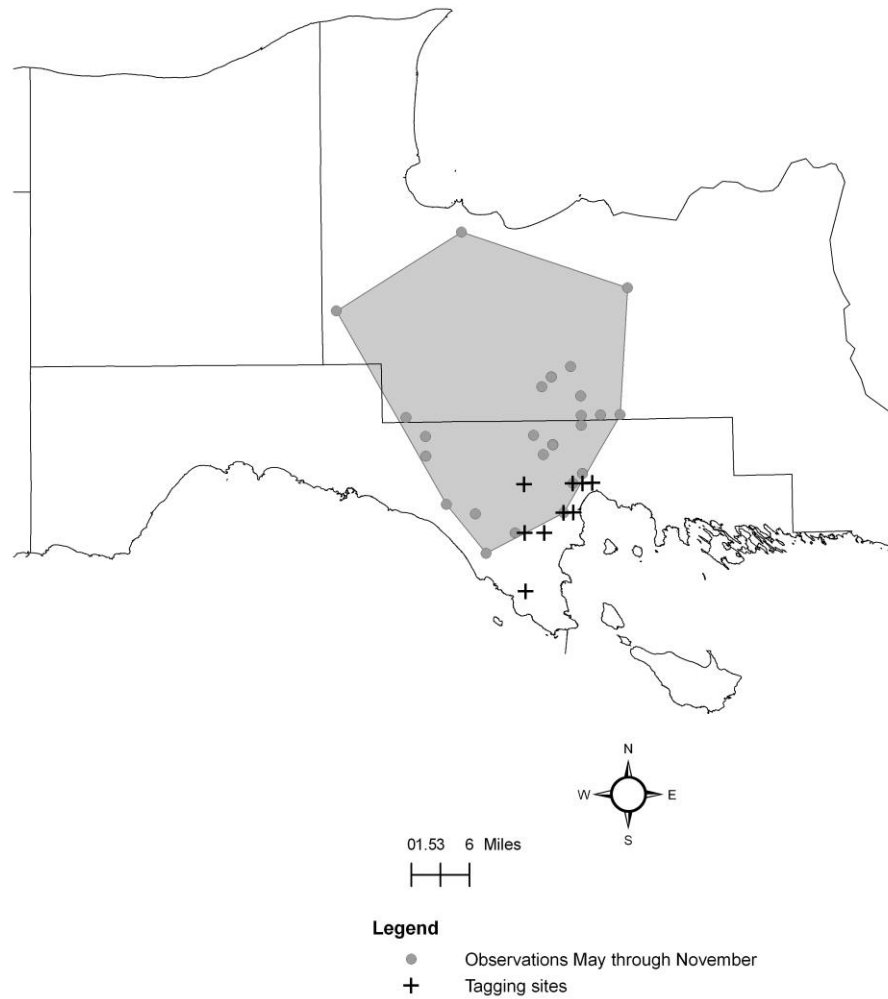 N
W E
S
01.53 6 Miles
Legend
Observations May through November
Tagging sites